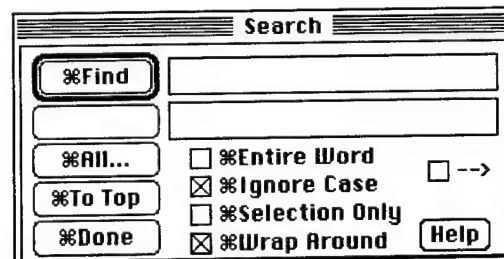 Search
⌘Find
⌘All...
⌘To Top
⌘Done
⌘Entire Word
⌘Ignore Case
⌘Selection Only
⌘Wrap Around
-->
Help